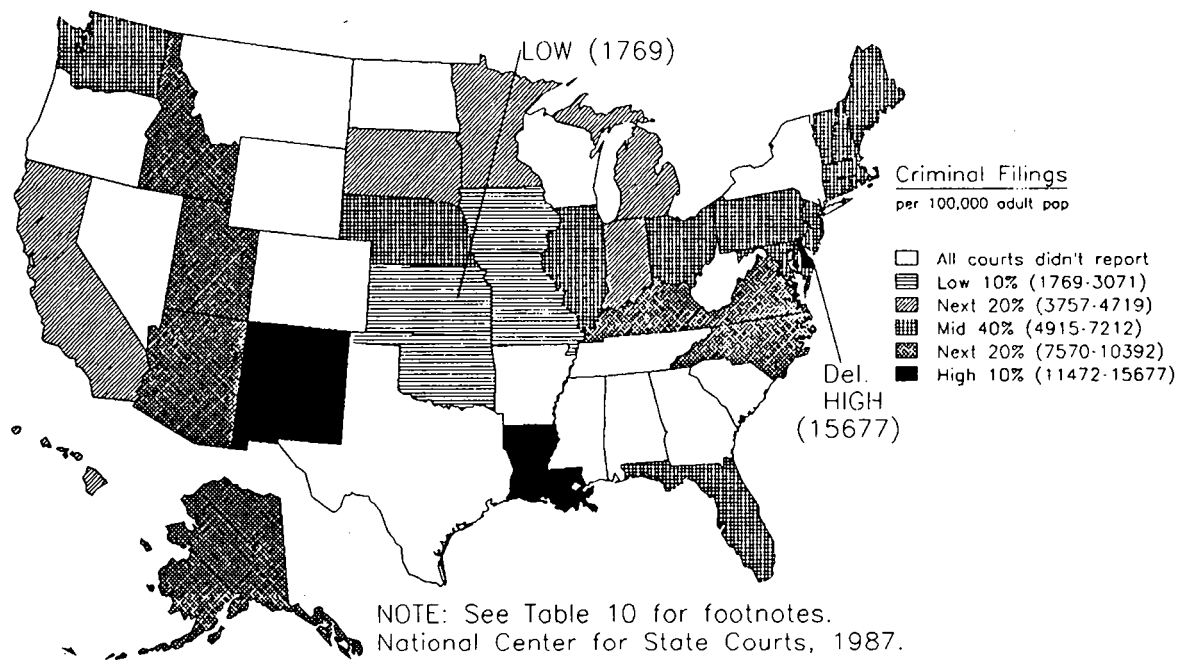 LOW (1769)
Criminal Filings
per 100,000 adult pop
All courts didn't report
Low 10% (1769-3071)
Next 20% (3757-4719)
Mid 40% (4915-7212)
Next 20% (7570-10392)
High 10% (11472-15677)
Del.
HIGH
(15677)
NOTE: See Table 10 for footnotes.
National Center for State Courts, 1987.